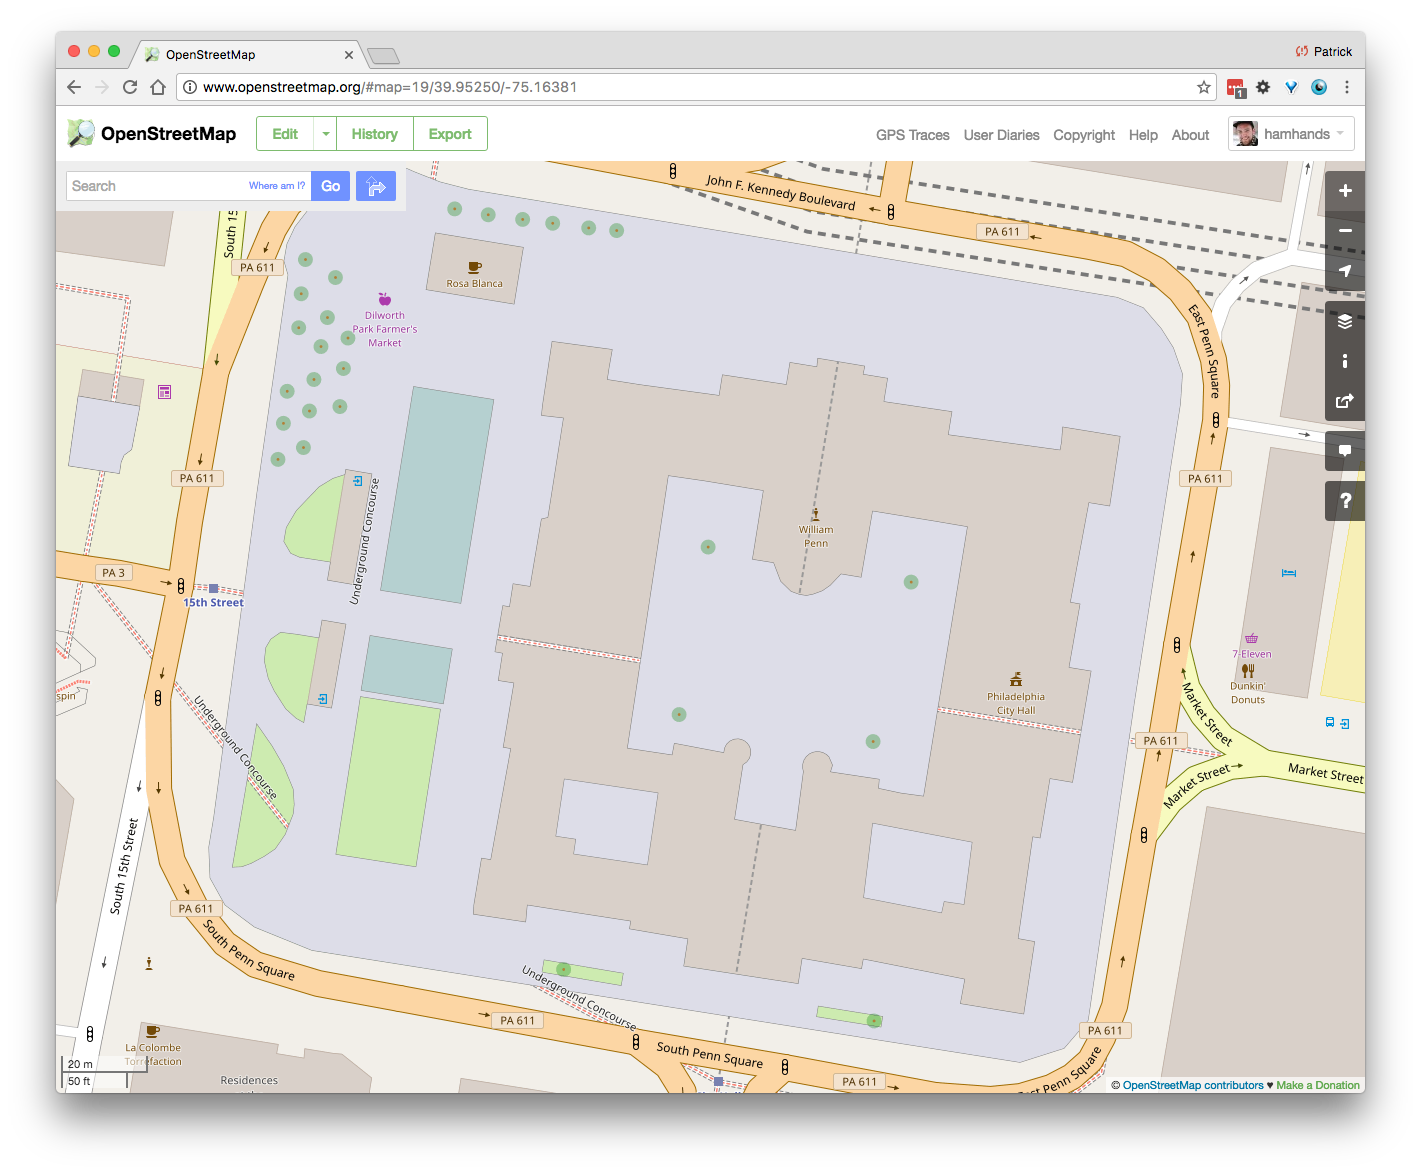 OpenStreetMap
Patrick
www.openstreetmap.org/#map=19/39.95250/-75.16381
1
OpenStreetMap
Edit
History
Export
GPS Traces
User Diaries
Copyright
Help
About
hamhands
Search
Where am I?
Go
John F. Kennedy Boulevard
PA 611
South 15
PA 611
Rosa Blanca
Dilworth
Park Farmer's
Market
East Penn Square
PA 611
PA 611
Underground Concourse
William
Penn
PA 3
15th Street
7-Eleven
Dunkin'
Donuts
Philadelphia
City Hall
spin
Underground Concourse
Market Street
PA 611
Market Street
Market Street
South 15th Street
PA 611
South Penn Square
Underground Concourse
PA 611
PA 611
South Penn Square
La Colombe
Torrefaction
20 m
50 ft
Residences
PA 611
East Penn Square
© OpenStreetMap contributors ♥ Make a Donation